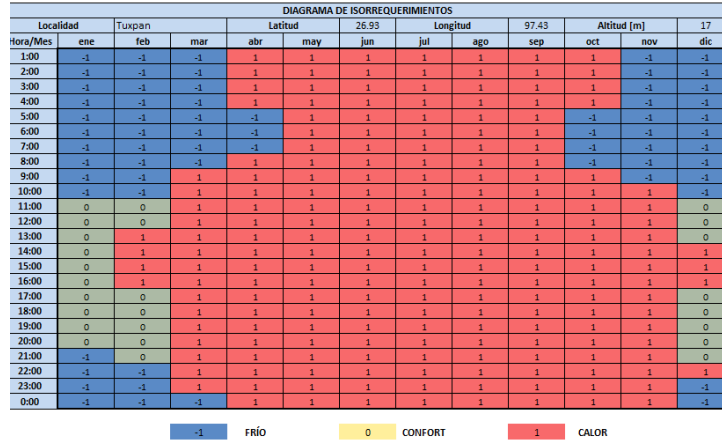 DIAGRAMA DE ISORREQUERIMIENTOS
Localidad Tuxpan Latitud 26.93 Longitud 97.43 Altitud [m] 17
Hora/Mes ene feb mar abr may jun jul ago sep oct nov dic
1:00 -1 -1 -1 1 1 1 1 1 1 1 -1 -1
2:00 -1 -1 -1 1 1 1 1 1 1 1 -1 -1
3:00 -1 -1 -1 1 1 1 1 1 1 1 -1 -1
4:00 -1 -1 -1 1 1 1 1 1 1 1 -1 -1
5:00 -1 -1 -1 -1 1 1 1 1 1 -1 -1 -1
6:00 -1 -1 -1 -1 1 1 1 1 1 -1 -1 -1
7:00 -1 -1 -1 -1 1 1 1 1 1 -1 -1 -1
8:00 -1 -1 -1 1 1 1 1 1 1 -1 -1 -1
9:00 -1 -1 1 1 1 1 1 1 1 1 -1 -1
10:00 -1 -1 1 1 1 1 1 1 1 1 1 -1
11:00 0 0 1 1 1 1 1 1 1 1 1 0
12:00 0 0 1 1 1 1 1 1 1 1 1 0
13:00 0 1 1 1 1 1 1 1 1 1 1 0
14:00 0 1 1 1 1 1 1 1 1 1 1 1
15:00 0 1 1 1 1 1 1 1 1 1 1 1
16:00 0 1 1 1 1 1 1 1 1 1 1 1
17:00 0 0 1 1 1 1 1 1 1 1 1 0
18:00 0 0 1 1 1 1 1 1 1 1 1 0
19:00 0 0 1 1 1 1 1 1 1 1 1 0
20:00 0 0 1 1 1 1 1 1 1 1 1 0
21:00 -1 0 1 1 1 1 1 1 1 1 1 0
22:00 -1 -1 1 1 1 1 1 1 1 1 1 1
23:00 -1 -1 1 1 1 1 1 1 1 1 1 -1
0:00 -1 -1 -1 1 1 1 1 1 1 1 1 -1
-1 FRÍO 0 CONFORT 1 CALOR